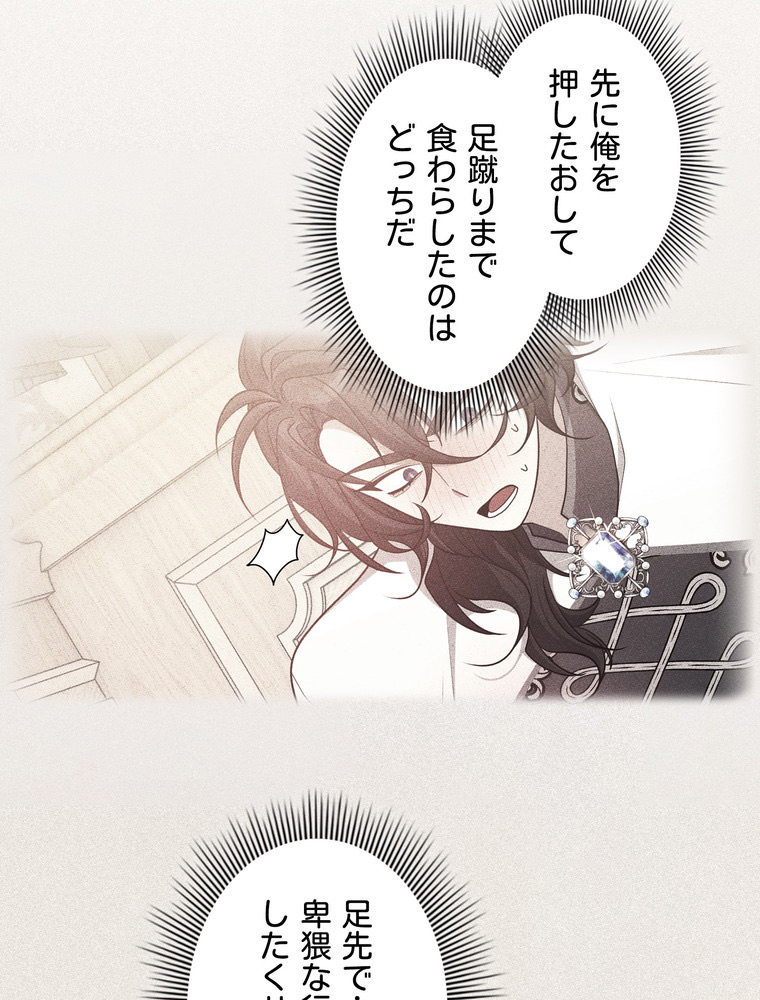 先に俺を
押したおして
足蹴りまで
食わらしたのは
どっちだ
足先で
卑猥な行
したく